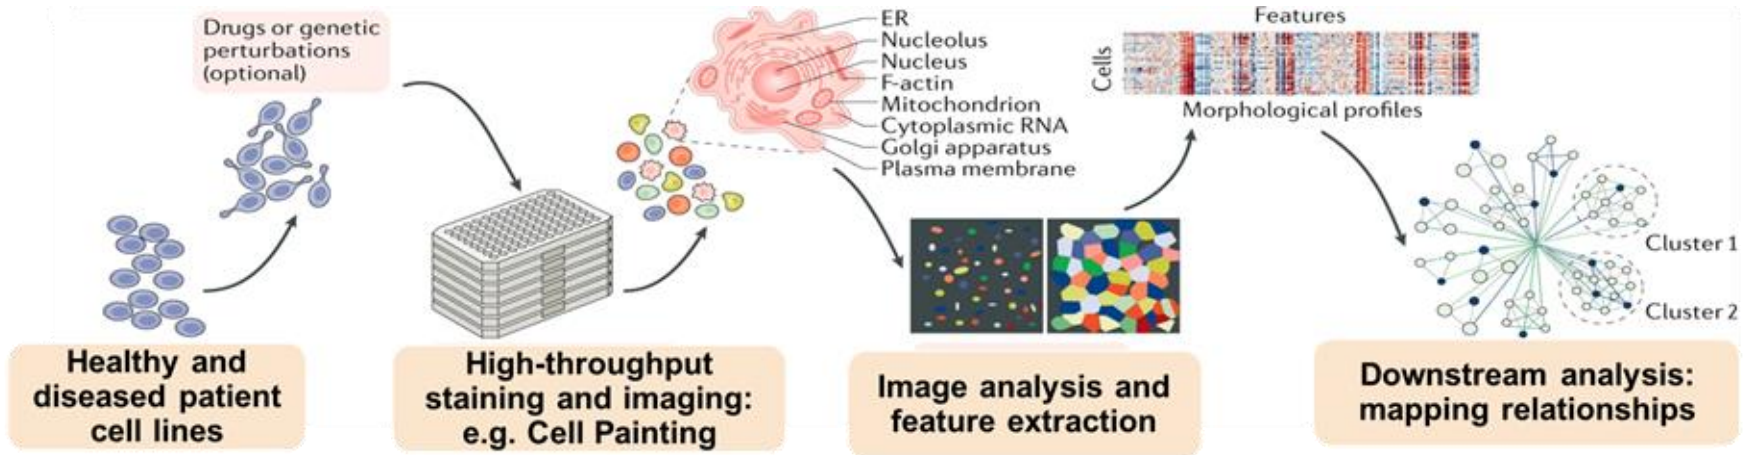 Drugs or genetic
perturbations
(optional)
ER
Nucleolus
Nucleus
F-actin
Mitochondrion
Cytoplasmic RNA
Golgi apparatus
Plasma membrane
Features
Cells
Morphological profiles
Cluster 1
Cluster 2
Healthy and
diseased patient
cell lines
High-throughput
staining and imaging:
e.g. Cell Painting
Image analysis and
feature extraction
Downstream analysis:
mapping relationships